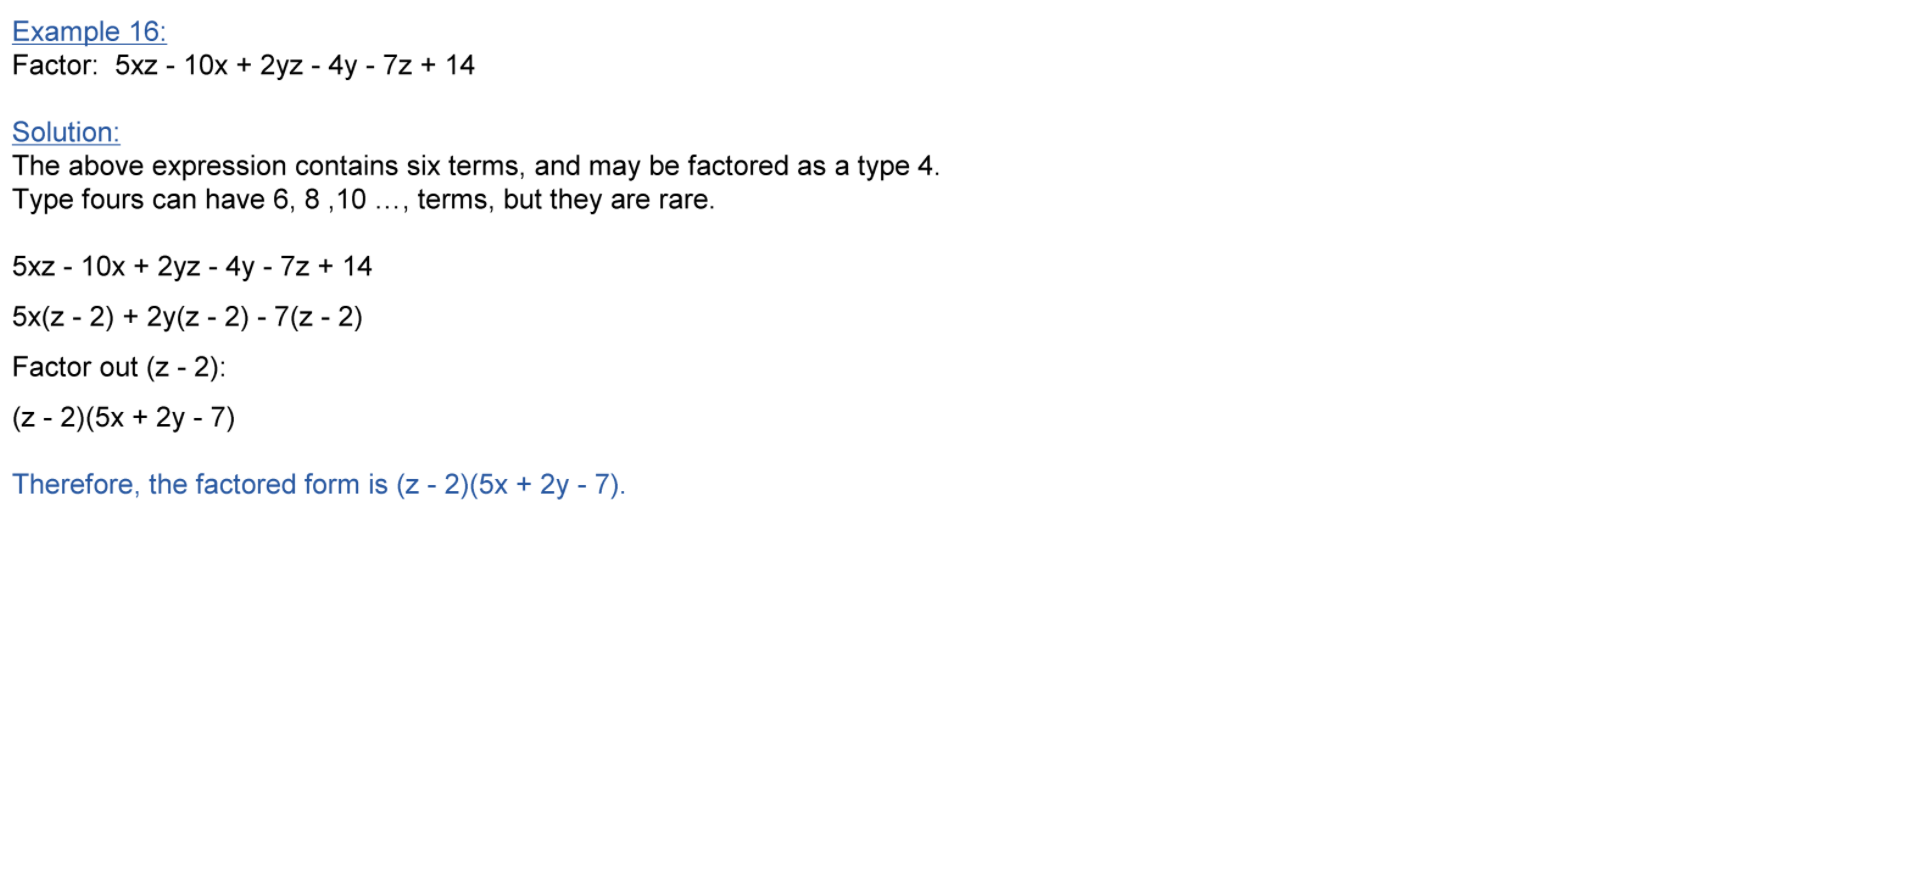 Example 16:
Factor:  5xz - 10x + 2yz - 4y - 7z + 14
Solution:
The above expression contains six terms, and may be factored as a type 4.
Type fours can have 6, 8 ,10 …, terms, but they are rare.
5xz - 10x + 2yz - 4y - 7z + 14
5x(z - 2) + 2y(z - 2) - 7(z - 2)
Factor out (z - 2):
(z - 2)(5x + 2y - 7)
Therefore, the factored form is (z - 2)(5x + 2y - 7).